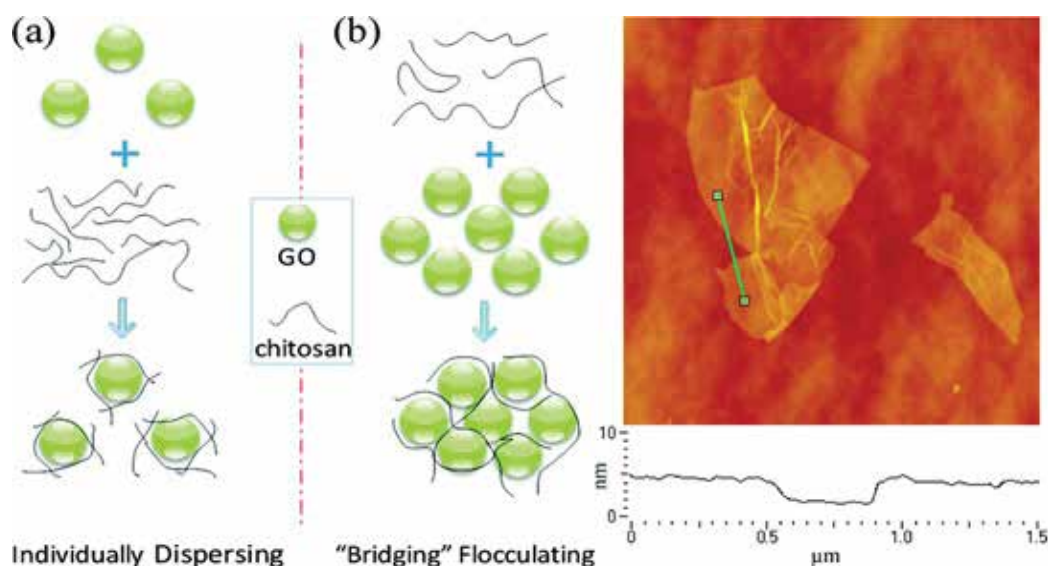 (a)
+
GO
chitosan
Individually Dispersing
(b)
+
"Bridging" Flocculating
10
nm
0
0 0.5 1.0 1.5
μm